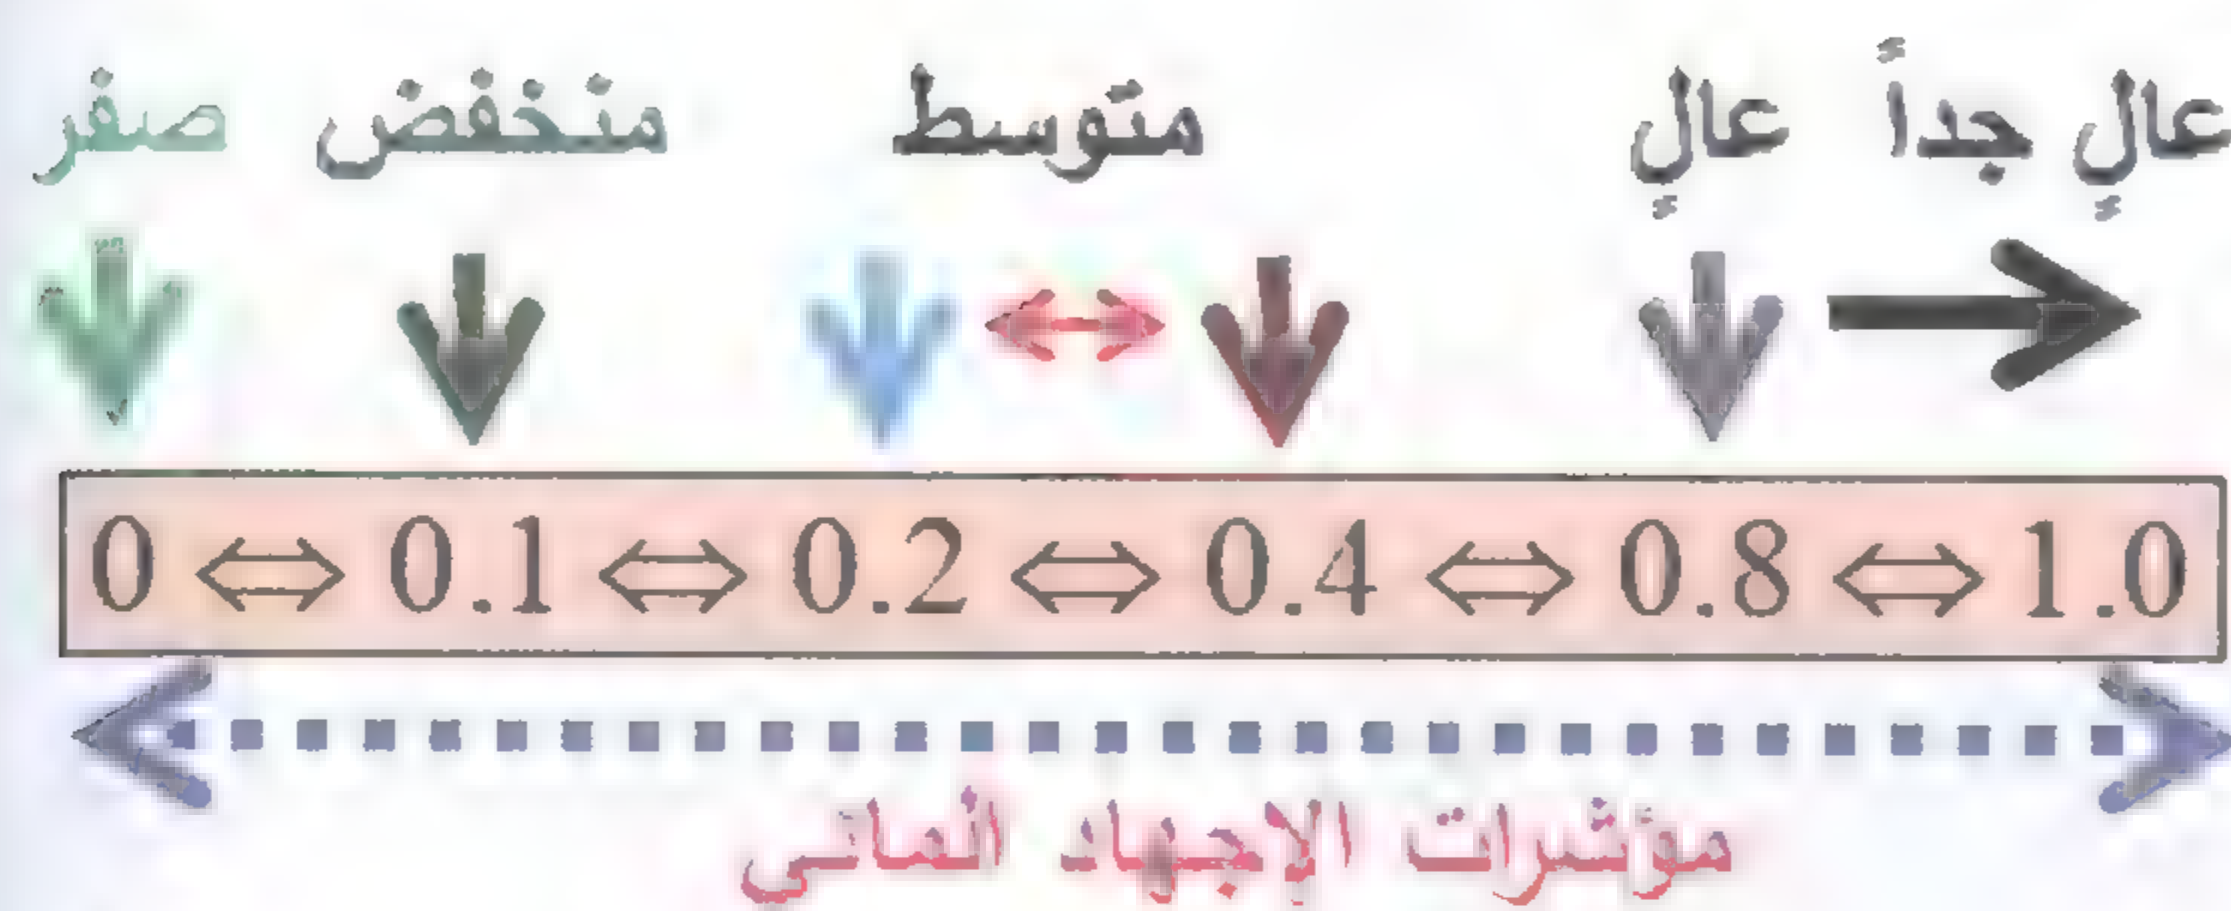 صفر منخفض متوسط عالٍ عالٍ جداً
0 ⇔ 0.1 ⇔ 0.2 ⇔ 0.4 ⇔ 0.8 ⇔ 1.0
مؤشرات الإجهاد المائي